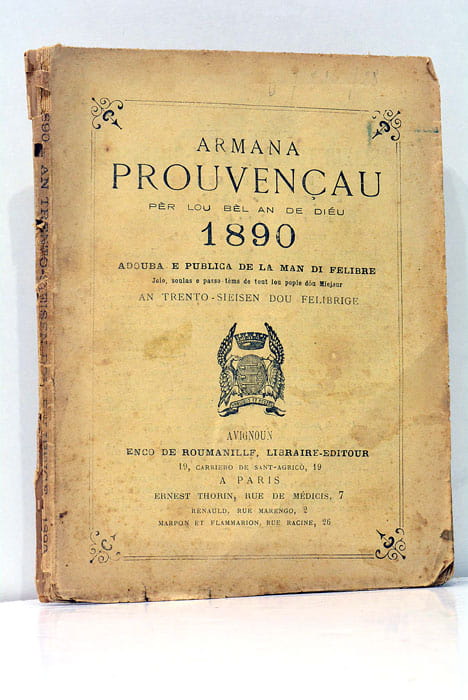 ARMANA
PROUVENÇAU
PÈR LOU BÈL AN DE DIÉU
1890
ADOUBA E PUBLICA DE LA MAN DI FELIBRE
Joio, soulas e passo-tèms de tout lou pople dóu Miejour
AN TRENTO-SIEISEN DOU FELIBRIGE
AVIGNOUN
ENCO DE ROUMANILLE, LIBRAIRE-EDITOUR
19, CARRIERO DE SANT-AGRICÒ, 19
A PARIS
ERNEST THORIN, RUE DE MÉDICIS, 7
RENAULD, RUE MARENGO, 2
MARPON ET FLAMMARION, RUE RACINE, 26